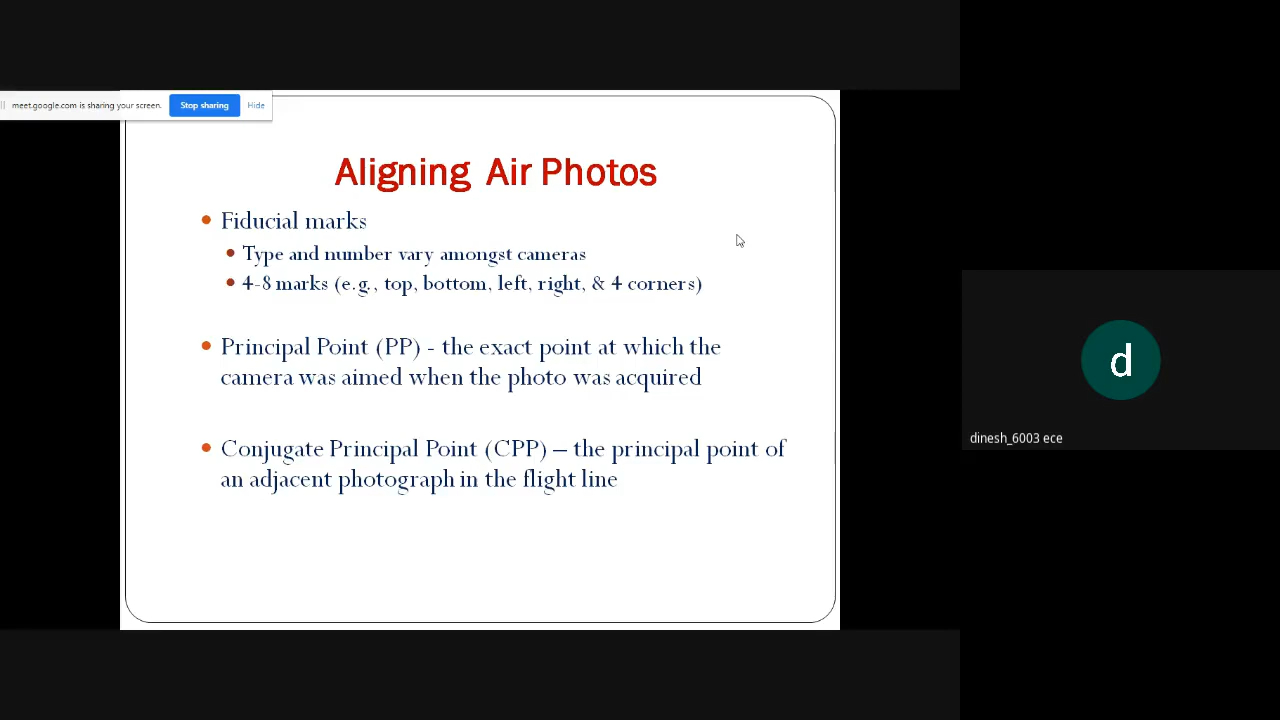 meet.google.com is sharing your screen. Stop sharing Hide
Aligning Air Photos
Fiducial marks
Type and number vary amongst cameras
4-8 marks (e.g., top, bottom, left, right, & 4 corners)
Principal Point (PP) - the exact point at which the
camera was aimed when the photo was acquired
Conjugate Principal Point (CPP) – the principal point of
an adjacent photograph in the flight line
d
dinesh_6003 ece